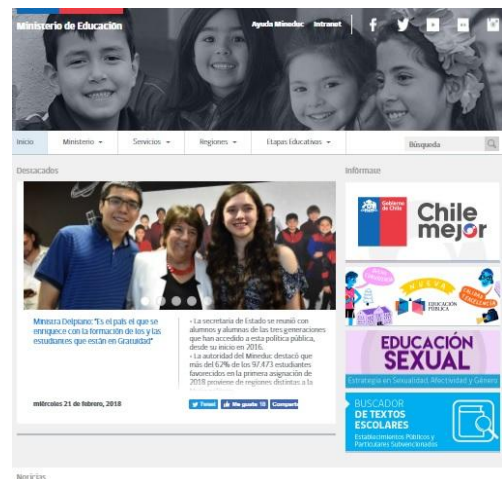 Ministerio de Educación
Ayuda Mineduc Intranet
Inicio Ministerio Servicios Regiones Etapas Educativas Búsqueda
Destacados
Ministra Delpiano: "Es el país el que se
enriquece con la formación de los y las
estudiantes que están en Gratuidad"
miércoles 21 de febrero, 2018
- La secretaria de Estado se reunió con
alumnos y alumnas de las tres generaciones
que han accedido a esta política pública,
desde su inicio en 2016.
- La autoridad del Mineduc destacó que
más del 62% de los 97.473 estudiantes
favorecidos en la primera asignación de
2018 proviene de regiones distintas a la
Tweet Me gusta 18 Compartir
Infórmase
Gobierno
de Chile
Chile
mejor
NUEVA
EDUCACIÓN
PÚBLICA
EDUCACIÓN
SEXUAL
Estrategia en Sexualidad Afectividad y Género
BUSCADOR
DE TEXTOS
ESCOLARES
Establecimientos Públicos y
Particulares Subvencionados
Noticias